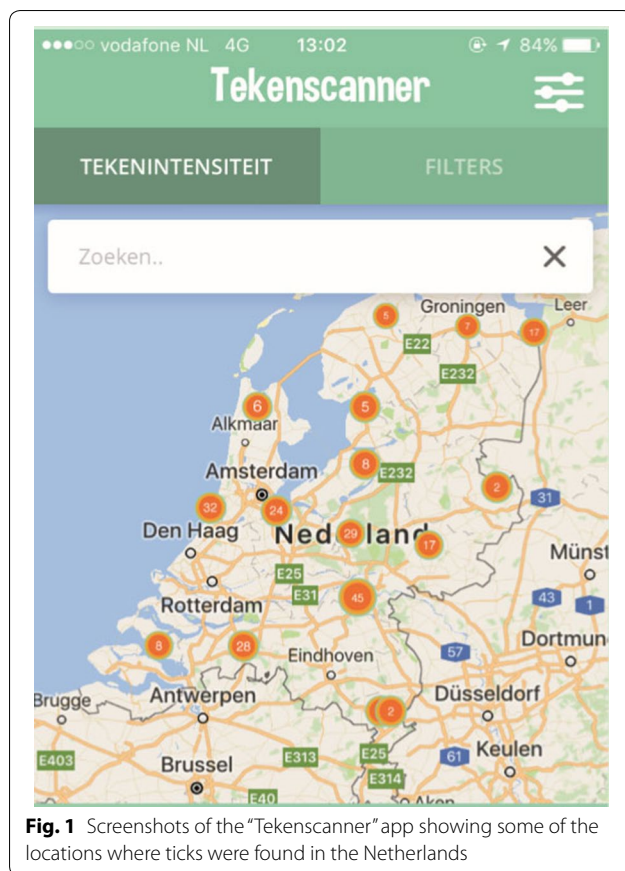 vodafone NL 4G 13:02 84%
Tekenscanner
TEKENINTENSITEIT FILTERS
Zoeken..
5 Groningen Leer
7 17
E22
E232
6 5
Alkmaar
8 E232
Amsterdam
2
31
32 24
Den Haag Nederland 29 17
Münst
E25
E31 45 43 1
Rotterdam
8 28 Dortmun
Eindhoven 57
Brugge Antwerpen 2 Düsseldorf
E403 E313 E25 61 Keulen
Brussel E314
E40 Aken
Fig. 1 Screenshots of the "Tekenscanner" app showing some of the
locations where ticks were found in the Netherlands